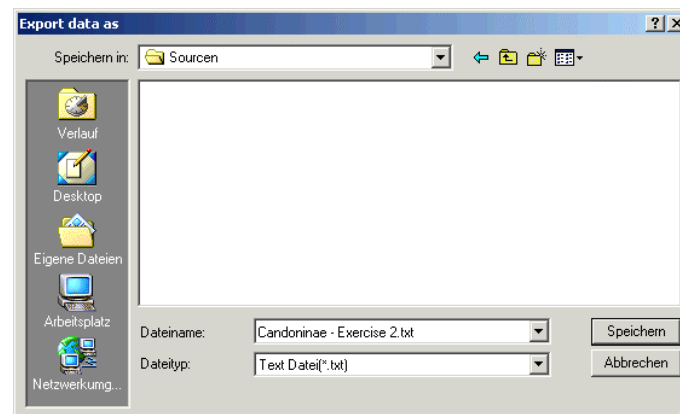 Export data as
Speichern in: Sourcen
Verlauf
Desktop
Eigene Dateien
Arbeitsplatz
Netzwerkumg...
Dateiname: Candoninae - Exercise 2.txt Speichern
Dateityp: Text Datei(*.txt) Abbrechen